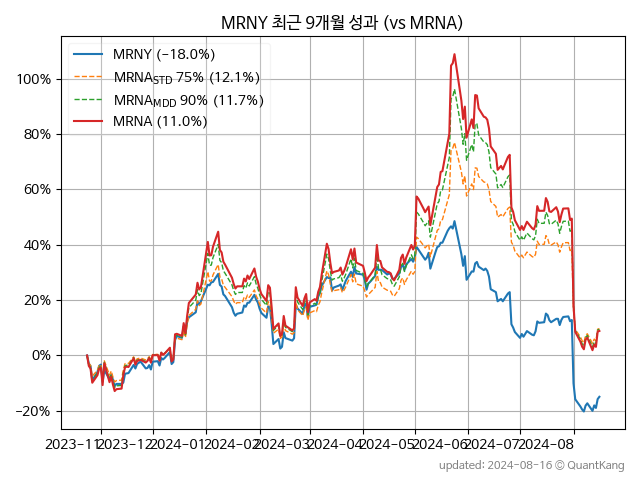 MRNY 최근 9개월 성과 (vs MRNA)
MRNY (−18.0%)
MRNA_STD 75% (12.1%)
MRNA_MDD 90% (11.7%)
MRNA (11.0%)
100%
80%
60%
40%
20%
0%
−20%
2023-11 2023-12 2024-01 2024-02 2024-03 2024-04 2024-05 2024-06 2024-07 2024-08
updated: 2024-08-16 © QuantKang